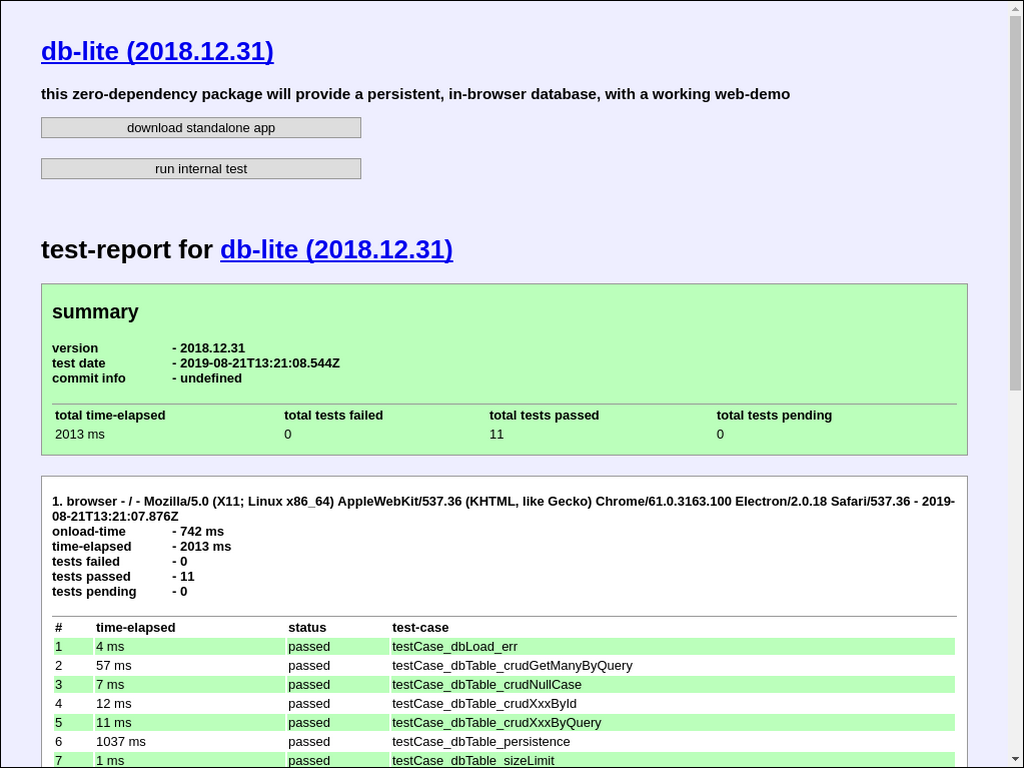 db-lite (2018.12.31)
this zero-dependency package will provide a persistent, in-browser database, with a working web-demo
download standalone app
run internal test
test-report for db-lite (2018.12.31)
summary
version - 2018.12.31
test date - 2019-08-21T13:21:08.544Z
commit info - undefined
total time-elapsed total tests failed total tests passed total tests pending
2013 ms 0 11 0
1. browser - / - Mozilla/5.0 (X11; Linux x86_64) AppleWebKit/537.36 (KHTML, like Gecko) Chrome/61.0.3163.100 Electron/2.0.18 Safari/537.36 - 2019-
08-21T13:21:07.876Z
onload-time - 742 ms
time-elapsed - 2013 ms
tests failed - 0
tests passed - 11
tests pending - 0
# time-elapsed status test-case
1 4 ms passed testCase_dbLoad_err
2 57 ms passed testCase_dbTable_crudGetManyByQuery
3 7 ms passed testCase_dbTable_crudNullCase
4 12 ms passed testCase_dbTable_crudXxxById
5 11 ms passed testCase_dbTable_crudXxxByQuery
6 1037 ms passed testCase_dbTable_persistence
7 1 ms passed testCase_dbTable_sizeLimit